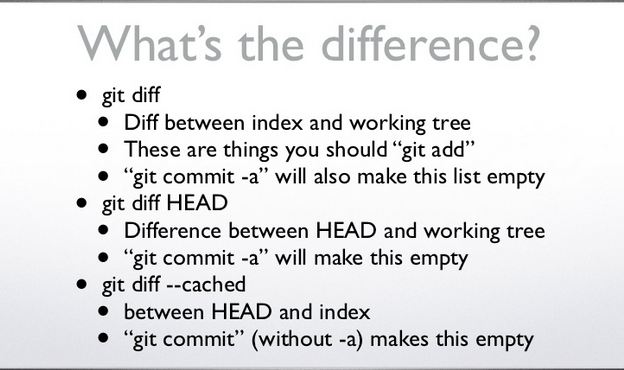 What's the difference?
• git diff
• Diff between index and working tree
• These are things you should “git add”
• “git commit -a” will also make this list empty
• git diff HEAD
• Difference between HEAD and working tree
• “git commit -a” will make this empty
• git diff --cached
• between HEAD and index
• “git commit” (without -a) makes this empty